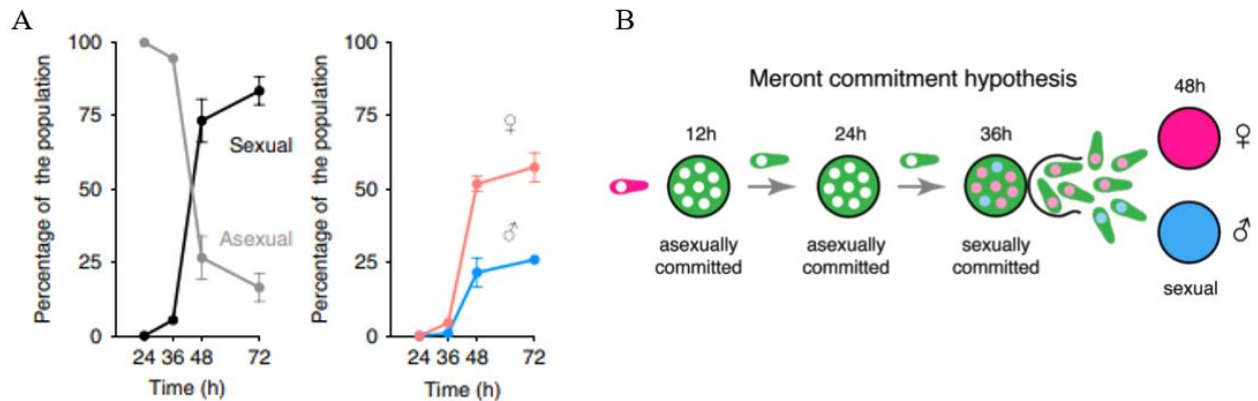 A
Percentage of the population
100
75
50
25
0
Sexual
Asexual
24 36 48 72
Time (h)
Percentage of the population
100
75
50
25
0
♀
♂
24 36 48 72
Time (h)
B
Meront commitment hypothesis
12h
24h
36h
48h
asexually
committed
asexually
committed
sexually
committed
♀
♂
sexual